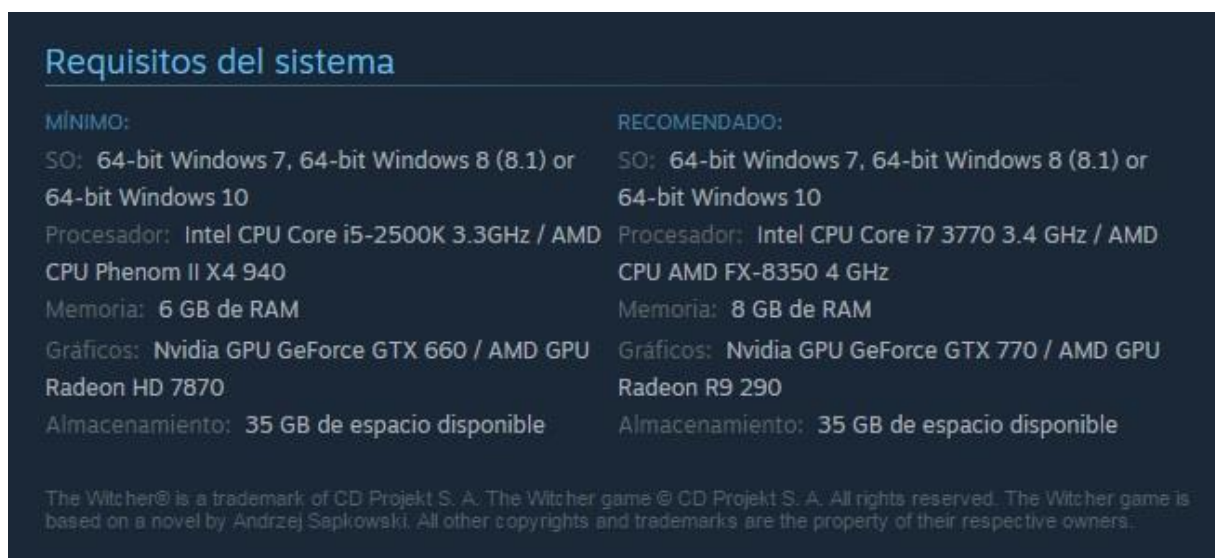 Requisitos del sistema
MÍNIMO:
SO: 64-bit Windows 7, 64-bit Windows 8 (8.1) or
64-bit Windows 10
Procesador: Intel CPU Core i5-2500K 3.3GHz / AMD
CPU Phenom II X4 940
Memoria: 6 GB de RAM
Gráficos: Nvidia GPU GeForce GTX 660 / AMD GPU
Radeon HD 7870
Almacenamiento: 35 GB de espacio disponible
RECOMENDADO:
SO: 64-bit Windows 7, 64-bit Windows 8 (8.1) or
64-bit Windows 10
Procesador: Intel CPU Core i7 3770 3.4 GHz / AMD
CPU AMD FX-8350 4 GHz
Memoria: 8 GB de RAM
Gráficos: Nvidia GPU GeForce GTX 770 / AMD GPU
Radeon R9 290
Almacenamiento: 35 GB de espacio disponible
The Witcher® is a trademark of CD Projekt S. A. The Witcher game © CD Projekt S. A. All rights reserved. The Witcher game is
based on a novel by Andrzej Sapkowski. All other copyrights and trademarks are the property of their respective owners.